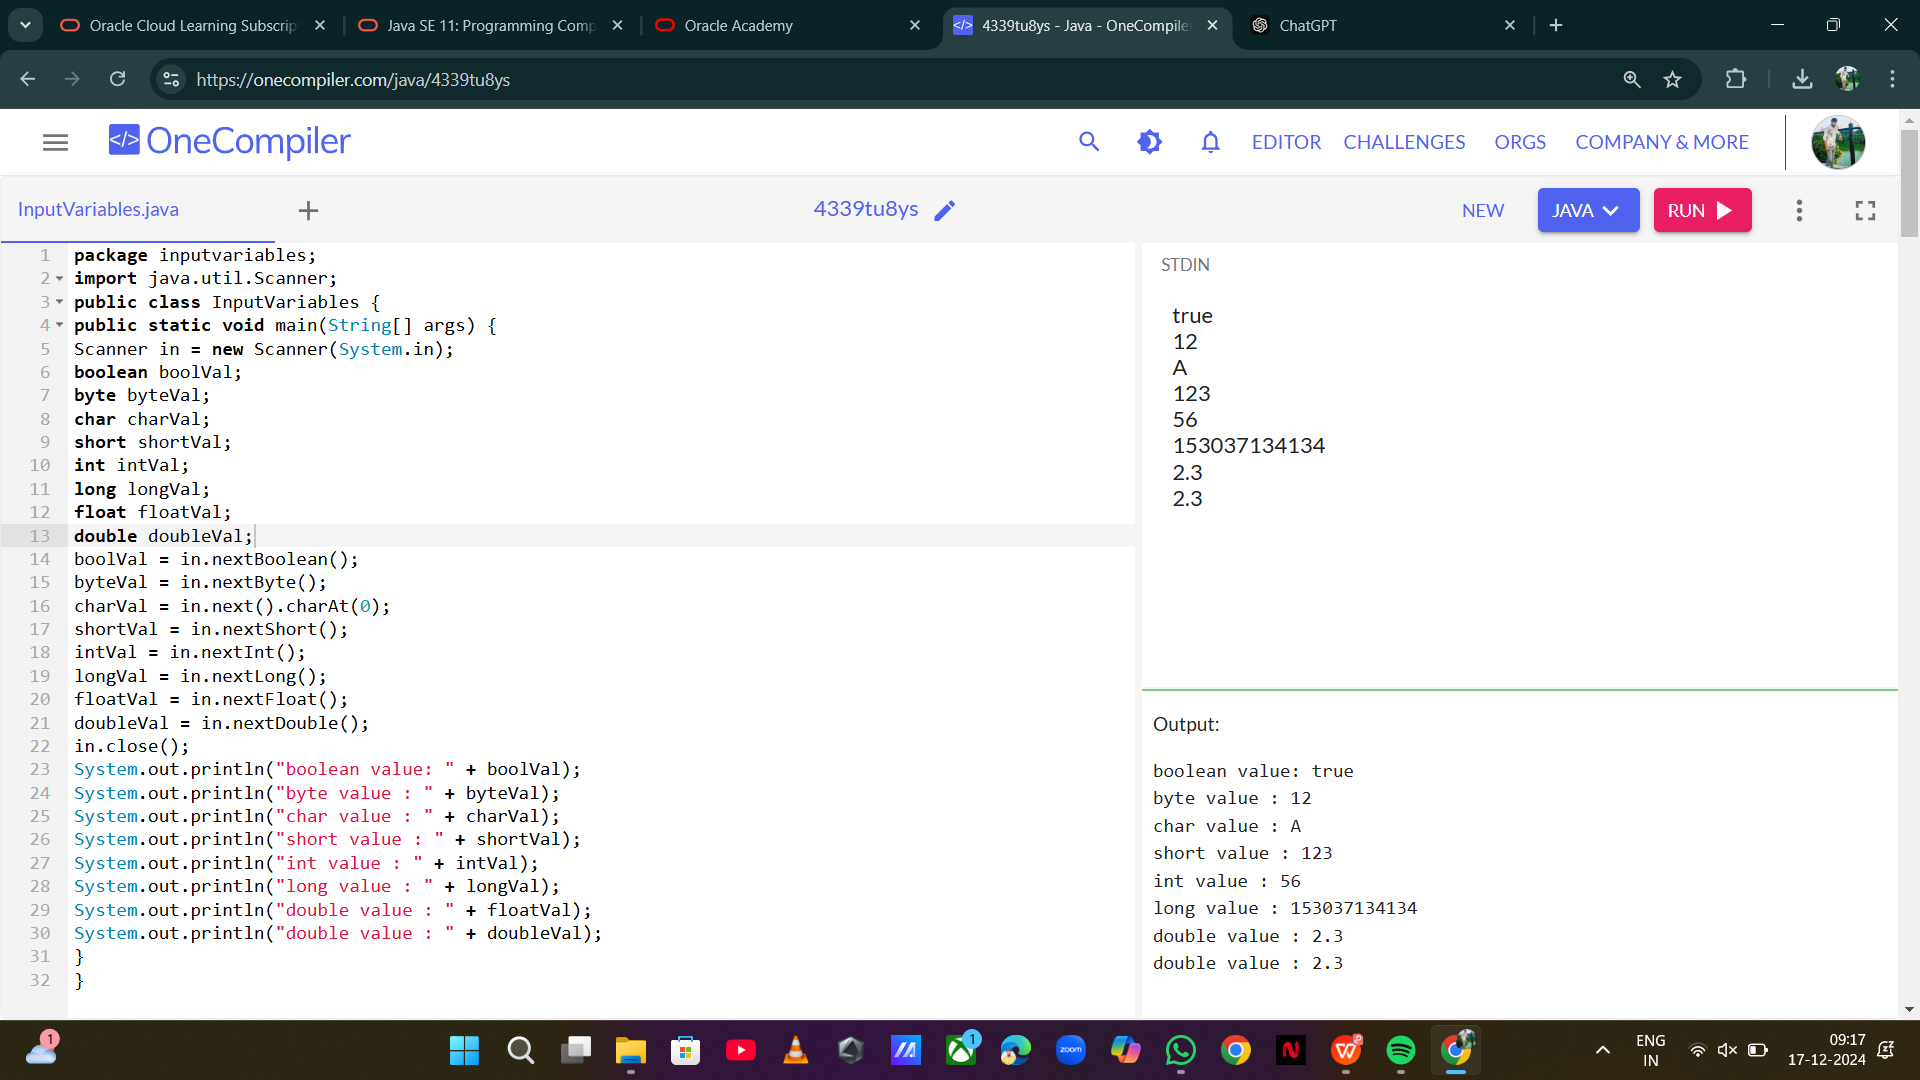 Oracle Cloud Learning Subscrip
Java SE 11: Programming Comp
Oracle Academy
4339tu8ys - Java - OneCompiler
ChatGPT
https://onecompiler.com/java/4339tu8ys
</> OneCompiler
EDITOR
CHALLENGES
ORGS
COMPANY & MORE
InputVariables.java
4339tu8ys
NEW
JAVA
RUN
1 package inputvariables;
2 import java.util.Scanner;
3 public class InputVariables {
4 public static void main(String[] args) {
5 Scanner in = new Scanner(System.in);
6 boolean boolVal;
7 byte byteVal;
8 char charVal;
9 short shortVal;
10 int intVal;
11 long longVal;
12 float floatVal;
13 double doubleVal;
14 boolVal = in.nextBoolean();
15 byteVal = in.nextByte();
16 charVal = in.next().charAt(0);
17 shortVal = in.nextShort();
18 intVal = in.nextInt();
19 longVal = in.nextLong();
20 floatVal = in.nextFloat();
21 doubleVal = in.nextDouble();
22 in.close();
23 System.out.println("boolean value: " + boolVal);
24 System.out.println("byte value : " + byteVal);
25 System.out.println("char value : " + charVal);
26 System.out.println("short value : " + shortVal);
27 System.out.println("int value : " + intVal);
28 System.out.println("long value : " + longVal);
29 System.out.println("double value : " + floatVal);
30 System.out.println("double value : " + doubleVal);
31 }
32 }
STDIN
true
12
A
123
56
153037134134
2.3
2.3
Output:
boolean value: true
byte value : 12
char value : A
short value : 123
int value : 56
long value : 153037134134
double value : 2.3
double value : 2.3
1
1
zoom
ENG
IN
09:17
17-12-2024